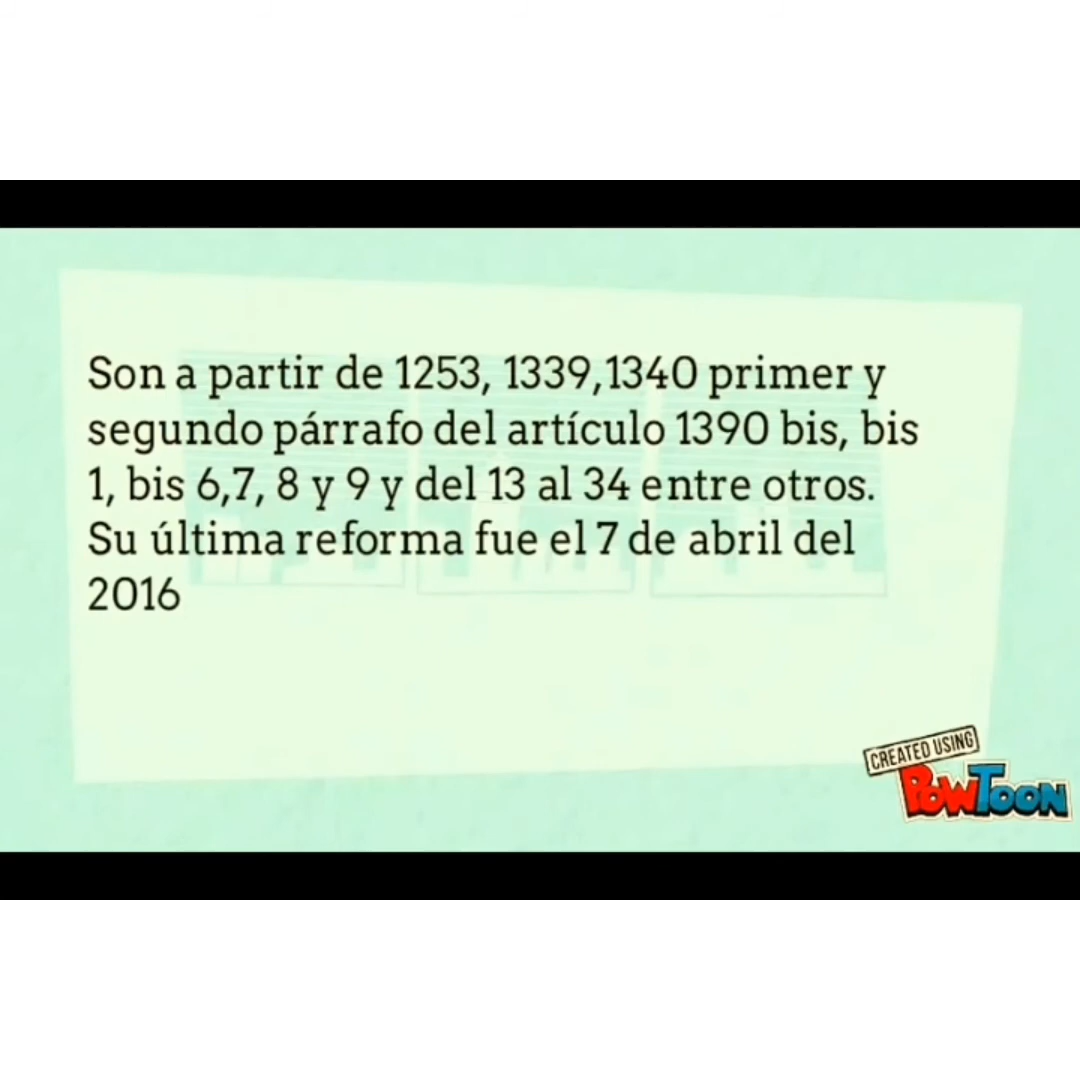 Son a partir de 1253, 1339,1340 primer y
segundo párrafo del artículo 1390 bis, bis
1, bis 6,7, 8 y 9 y del 13 al 34 entre otros.
Su última reforma fue el 7 de abril del
2016
CREATED USING
POWTOON